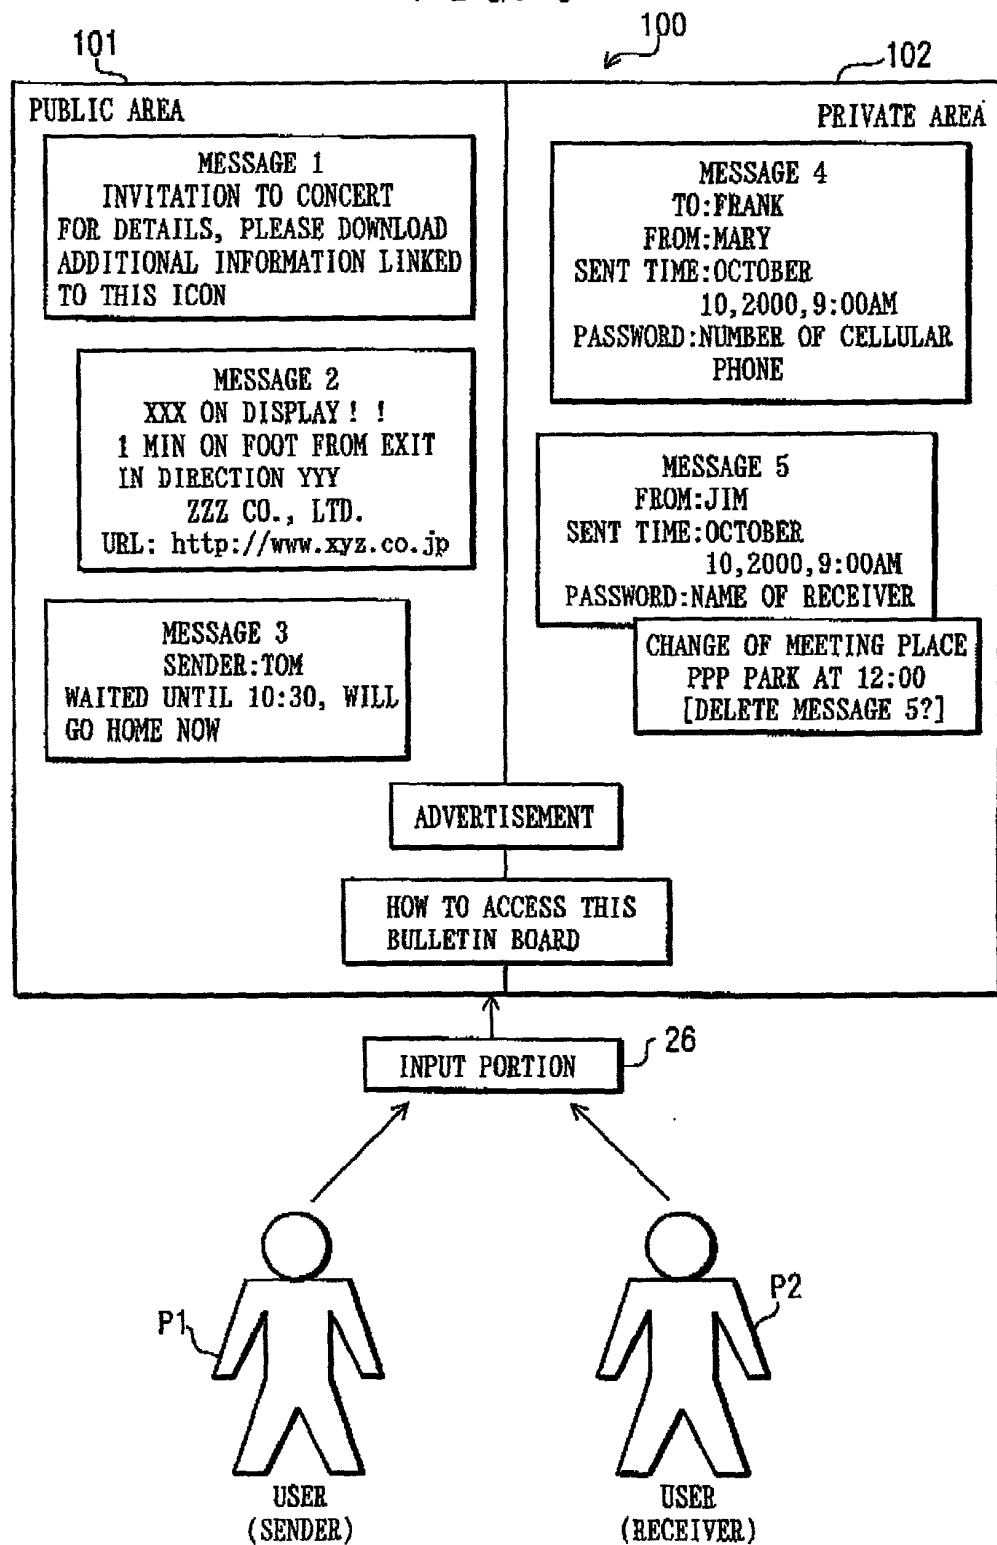 100
101
102
PUBLIC AREA
MESSAGE 1
INVITATION TO CONCERT
FOR DETAILS, PLEASE DOWNLOAD
ADDITIONAL INFORMATION LINKED
TO THIS ICON
MESSAGE 2
XXX ON DISPLAY! !
1 MIN ON FOOT FROM EXIT
IN DIRECTION YYY
ZZZ CO., LTD.
URL: http://www.xyz.co.jp
MESSAGE 3
SENDER:TOM
WAITED UNTIL 10:30, WILL
GO HOME NOW
PRIVATE AREA
MESSAGE 4
TO:FRANK
FROM:MARY
SENT TIME:OCTOBER
10,2000,9:00AM
PASSWORD:NUMBER OF CELLULAR
PHONE
MESSAGE 5
FROM:JIM
SENT TIME:OCTOBER
10,2000,9:00AM
PASSWORD:NAME OF RECEIVER
CHANGE OF MEETING PLACE
PPP PARK AT 12:00
[DELETE MESSAGE 5?]
ADVERTISEMENT
HOW TO ACCESS THIS
BULLETIN BOARD
INPUT PORTION
26
P1
P2
USER
(SENDER)
USER
(RECEIVER)